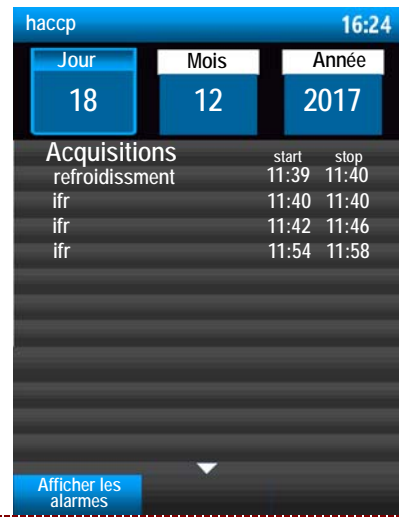 haccp 16:24
Jour Mois Année
18 12 2017
Acquisitions start stop
refroidissment 11:39 11:40
ifr 11:40 11:40
ifr 11:42 11:46
ifr 11:54 11:58
Afficher les
alarmes